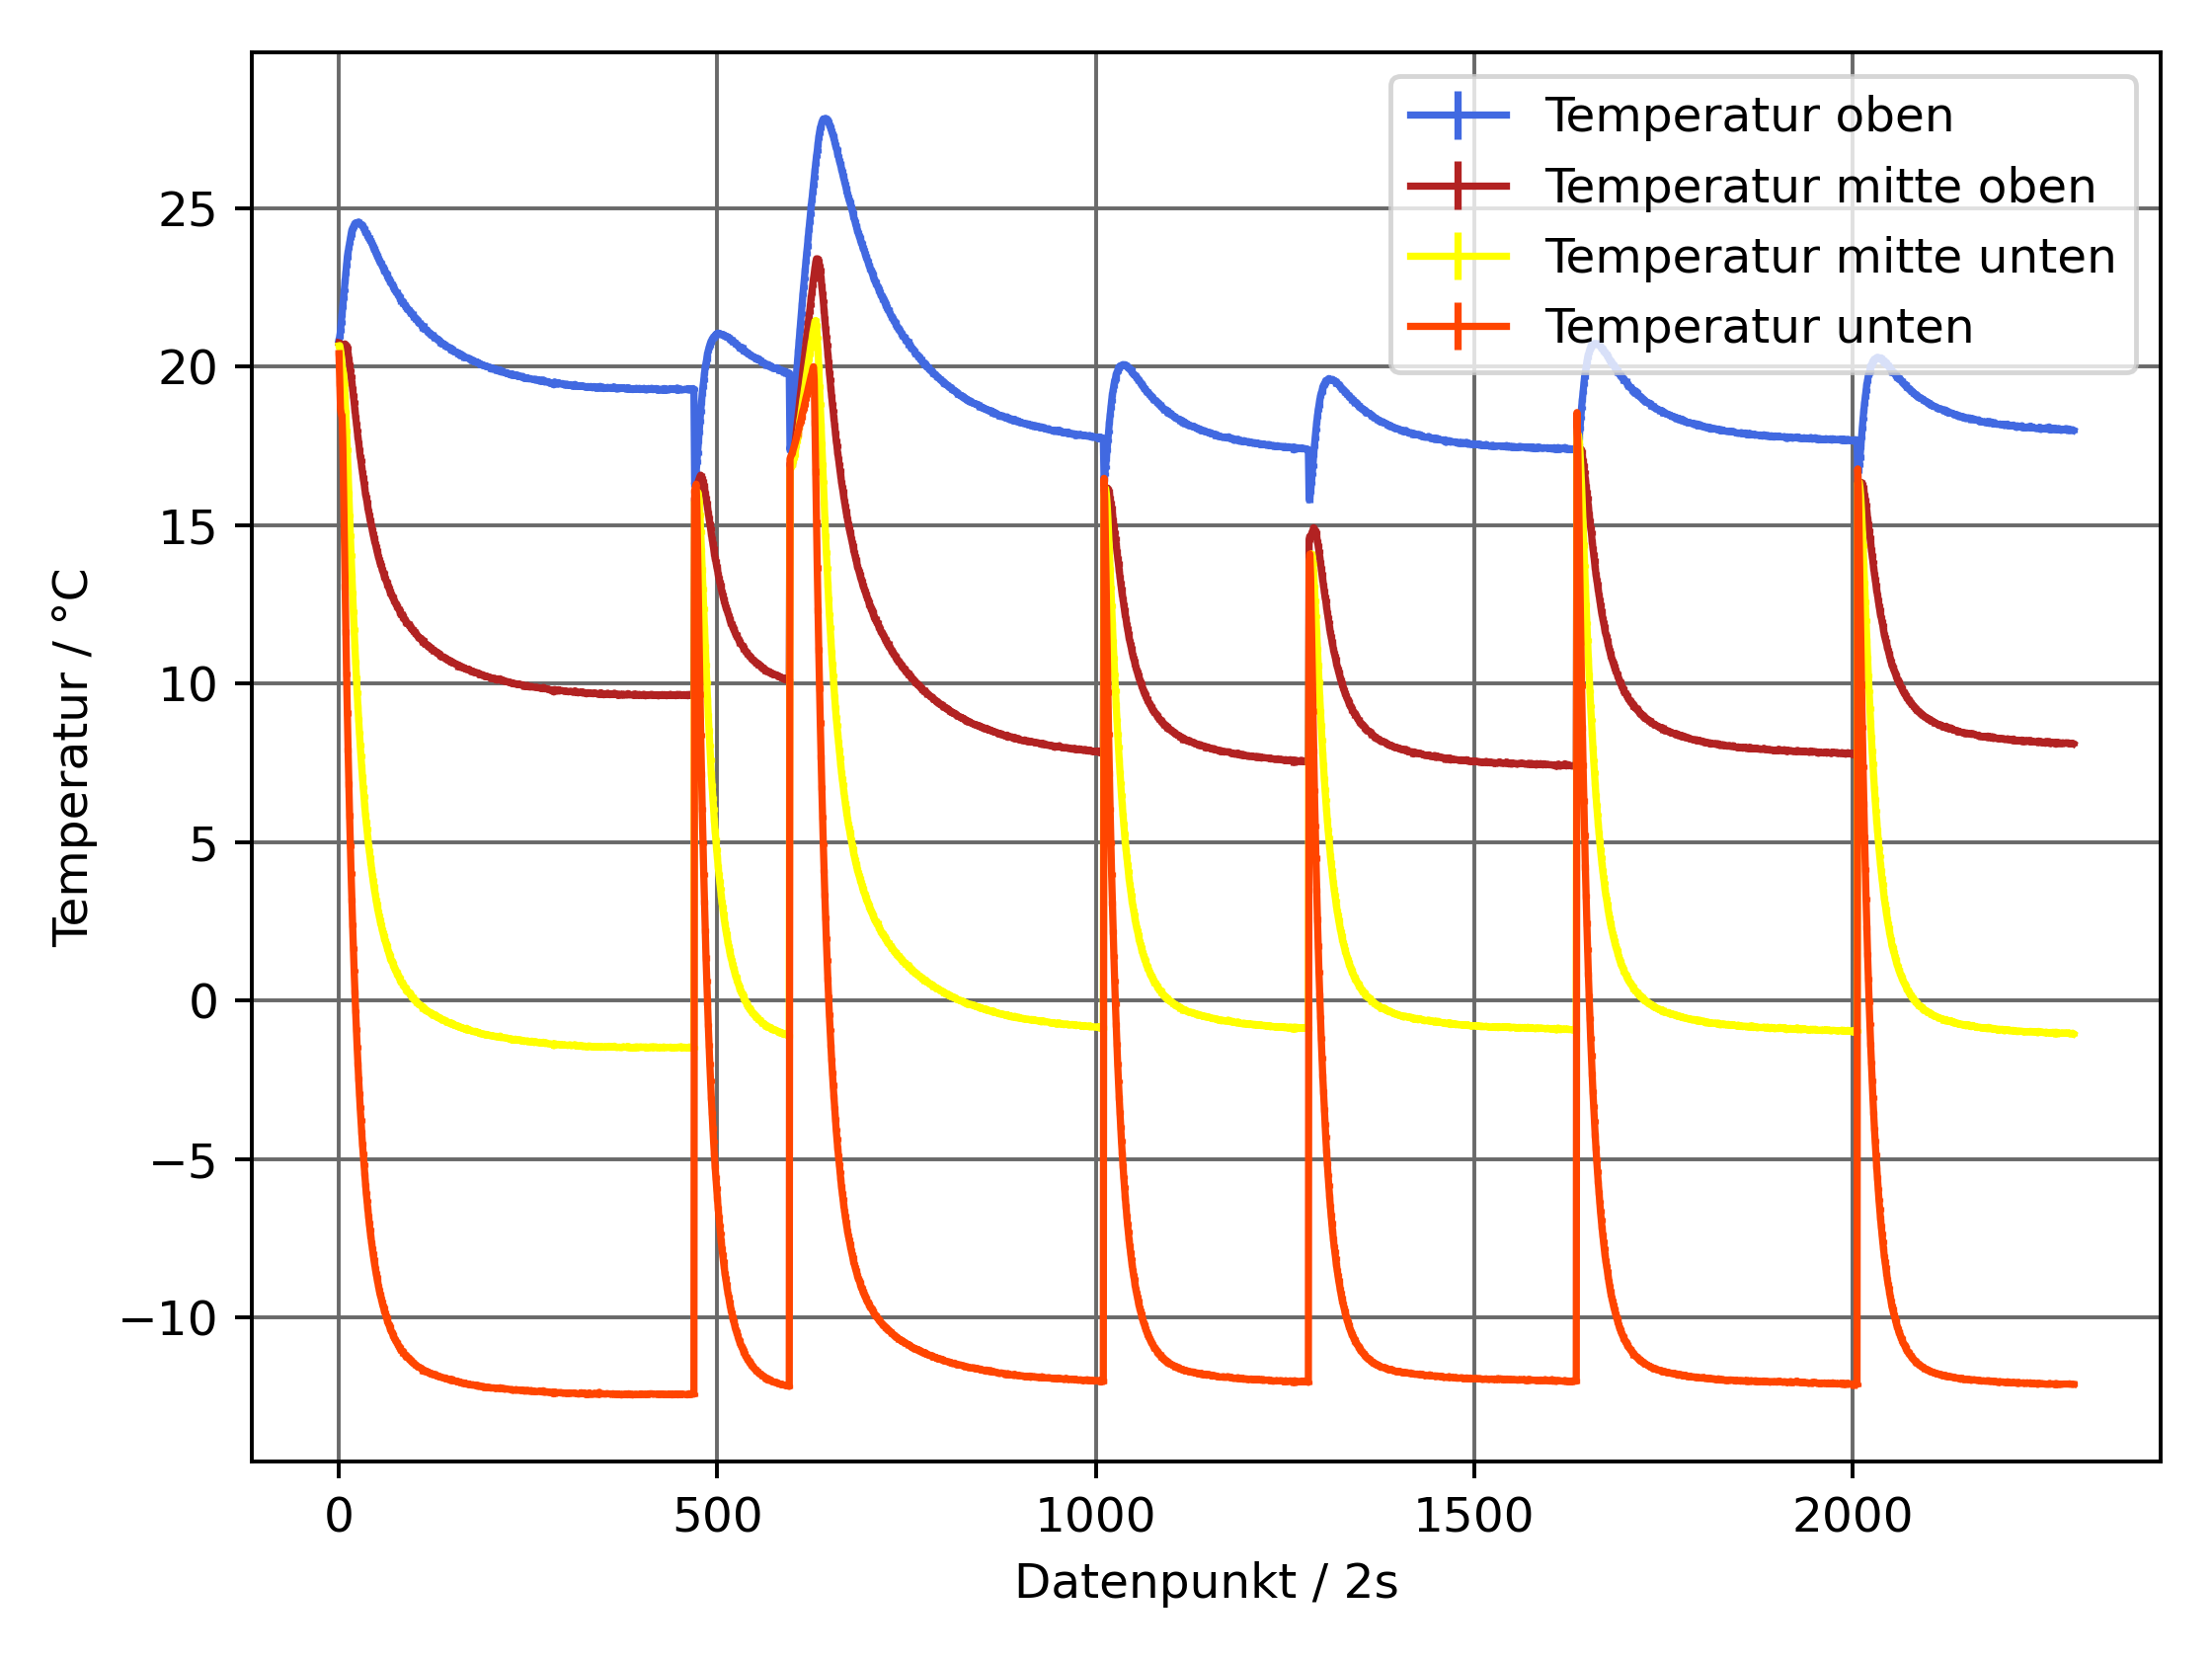 Temperatur oben
Temperatur mitte oben
Temperatur mitte unten
Temperatur unten
25
20
15
10
5
0
−5
−10
Temperatur / °C
0 500 1000 1500 2000
Datenpunkt / 2s